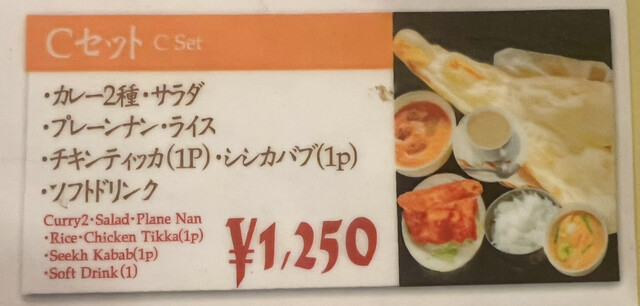 Cセット C Set
・カレー2種・サラダ
・プレーンナン・ライス
・チキンティッカ(1P)・シシカバブ(1p)
・ソフトドリンク
Curry2・Salad・Plane Nan
・Rice・Chicken Tikka(1p)
・Seekh Kabab(1p)
・Soft Drink(1)
¥1,250